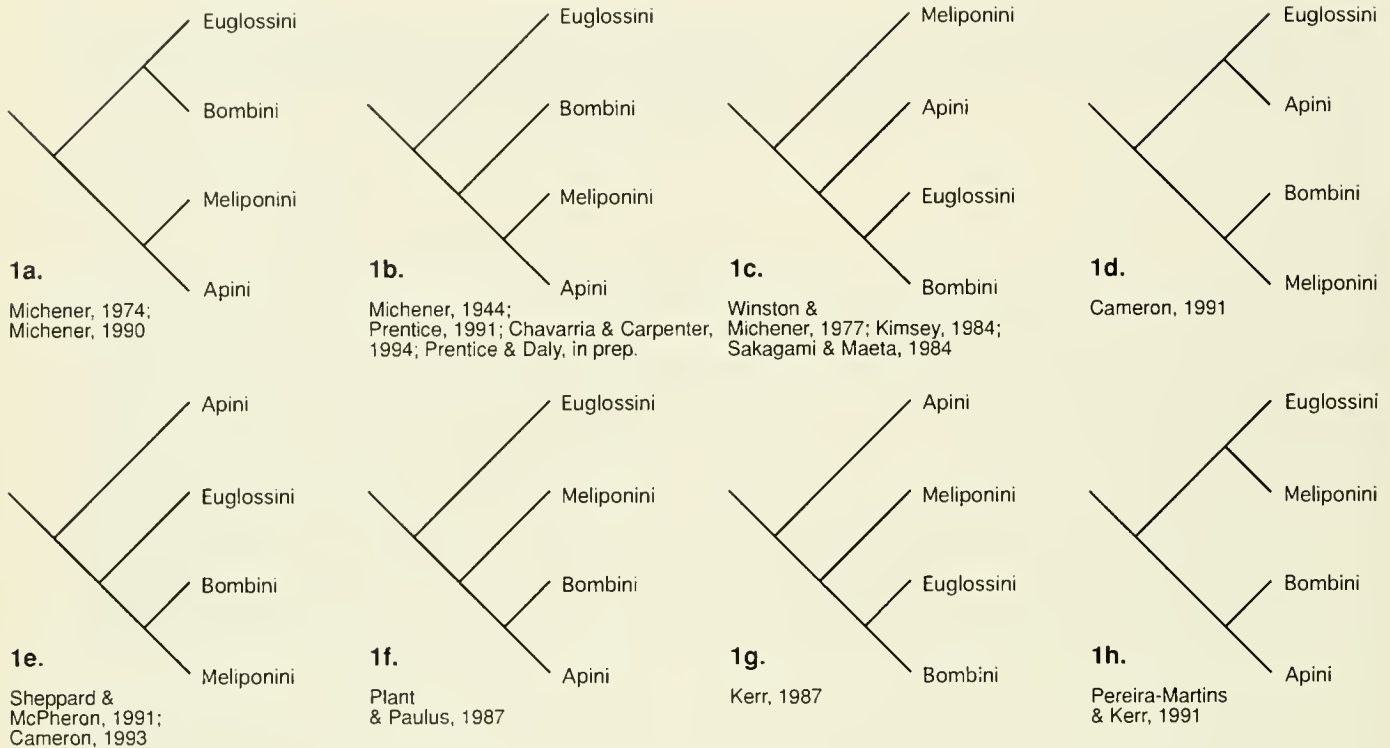 Euglossini
Bombini
Meliponini
Apini
1a.
Michener, 1974;
Michener, 1990
Euglossini
Bombini
Meliponini
Apini
1b.
Michener, 1944;
Prentice, 1991; Chavarria & Carpenter,
1994; Prentice & Daly, in prep.
Meliponini
Apini
Euglossini
Bombini
1c.
Winston &
Michener, 1977; Kimsey, 1984;
Sakagami & Maeta, 1984
Euglossini
Apini
Bombini
Meliponini
1d.
Cameron, 1991
Apini
Euglossini
Bombini
Meliponini
1e.
Sheppard &
McPheron, 1991;
Cameron, 1993
Euglossini
Meliponini
Bombini
Apini
1f.
Plant
& Paulus, 1987
Apini
Meliponini
Euglossini
Bombini
1g.
Kerr, 1987
Euglossini
Meliponini
Bombini
Apini
1h.
Pereira-Martins
& Kerr, 1991